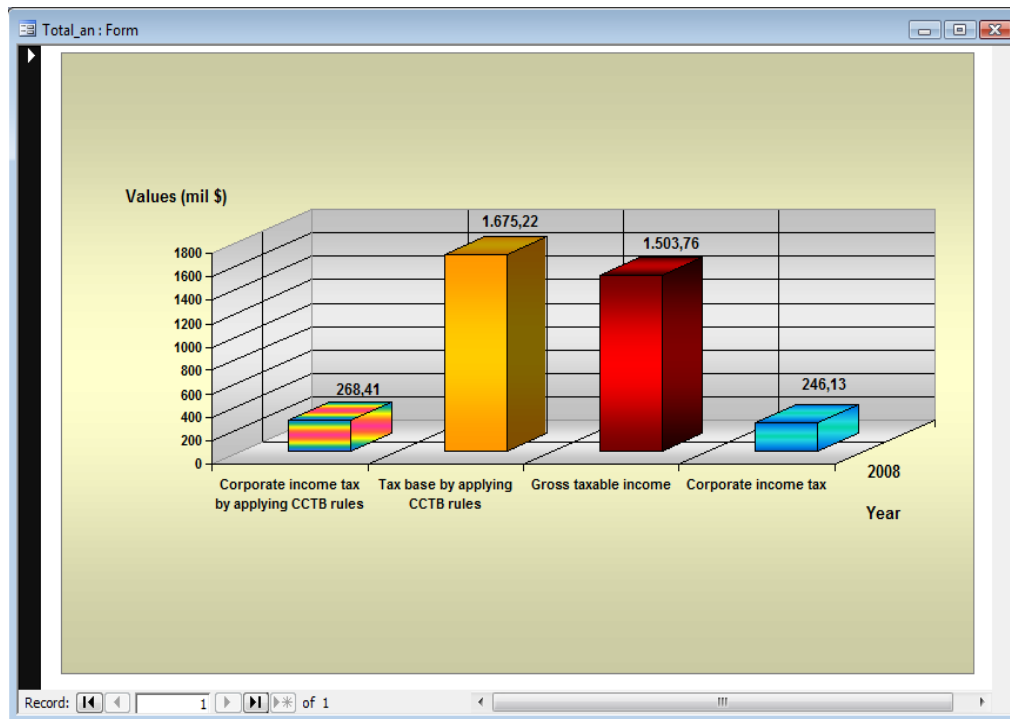 Total_an : Form
Values (mil $)
1.675,22
1.503,76
268,41
246,13
1800
1600
1400
1200
1000
800
600
400
200
0
Corporate income tax
by applying CCTB rules
Tax base by applying
CCTB rules
Gross taxable income
Corporate income tax
2008
Year
Record: 1 of 1